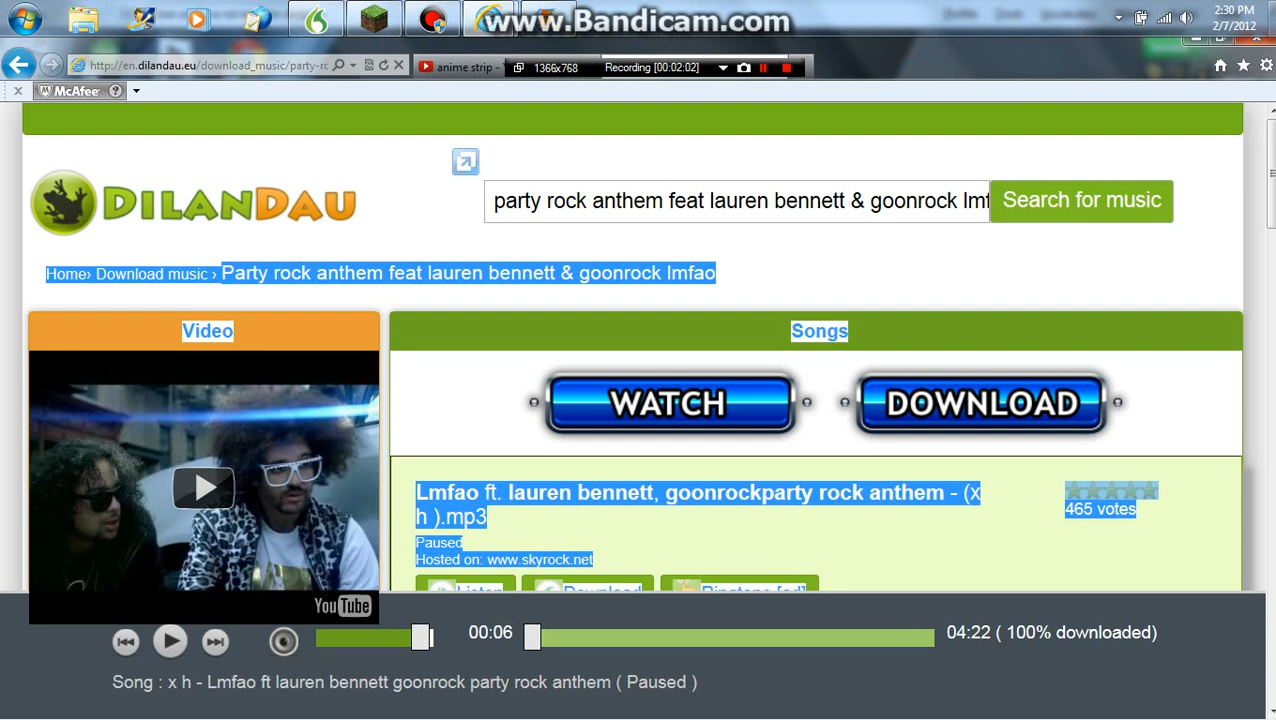 www.Bandicam.com
2:30 PM
2/7/2012
http://en.dilandau.eu/download_music/party-rc
anime strip -
1366x768
Recording [00:02:02]
McAfee
DILANDAU
party rock anthem feat lauren bennett & goonrock lmf
Search for music
Home› Download music › Party rock anthem feat lauren bennett & goonrock lmfao
Video
Songs
WATCH
DOWNLOAD
Lmfao ft. lauren bennett, goonrockparty rock anthem - (x
h ).mp3
465 votes
Paused
Hosted on: www.skyrock.net
Listen
Download
Ringtone [ad]
YouTube
00:06
04:22 ( 100% downloaded)
Song : x h - Lmfao ft lauren bennett goonrock party rock anthem ( Paused )